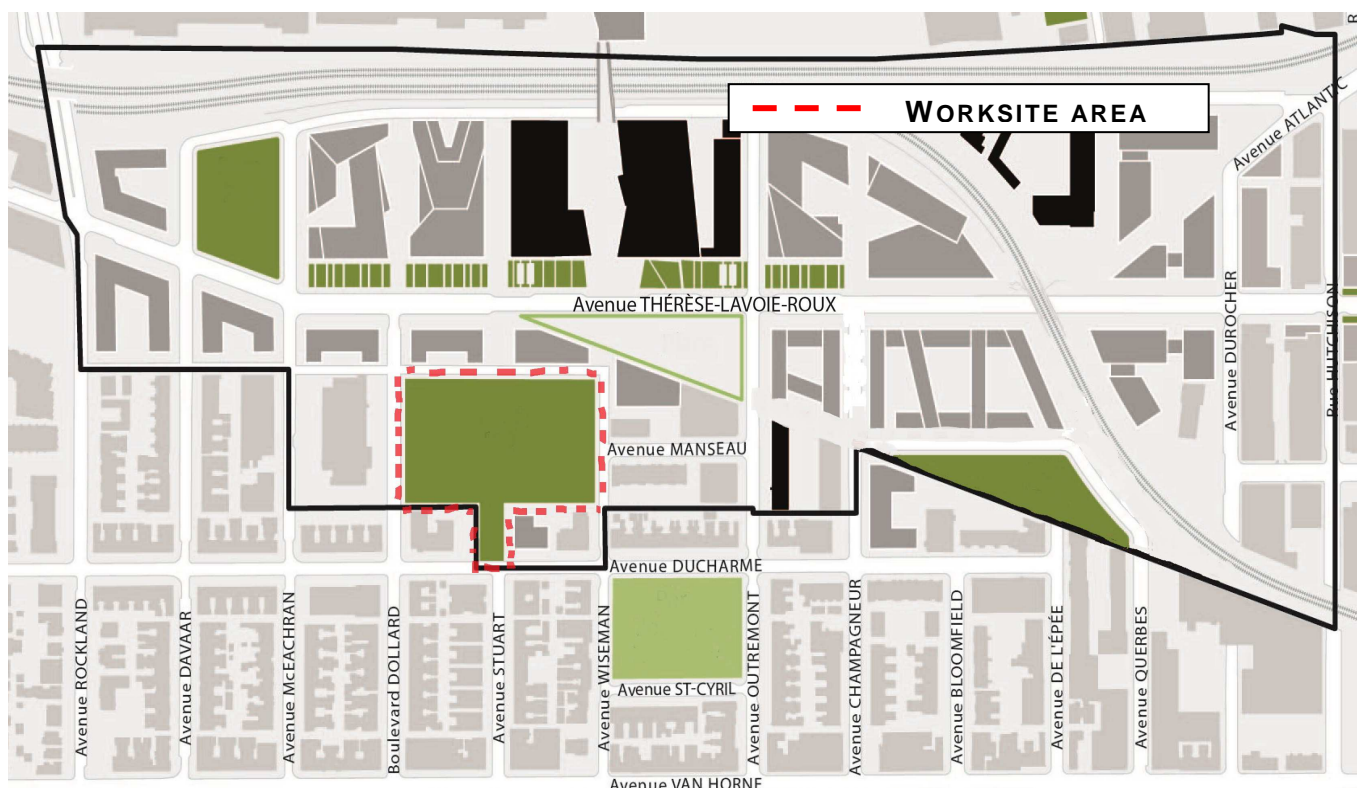 R
WORKSITE AREA
Avenue ATLANTIC
Avenue THÉRÈSE-LAVOIE-ROUX
Avenue DUROCHER
Rue HUTCHISON
Avenue MANSEAU
Avenue DUCHARME
Avenue ROCKLAND
Avenue DAVAAR
Avenue McEACHRAN
Boulevard DOLLARD
Avenue STUART
Avenue WISEMAN
Avenue ST-CYRIL
Avenue OUTREMONT
Avenue CHAMPAGNEUR
Avenue BLOOMFIELD
Avenue DE L'ÉPÉE
Avenue QUERBES
Avenue VAN HORNE